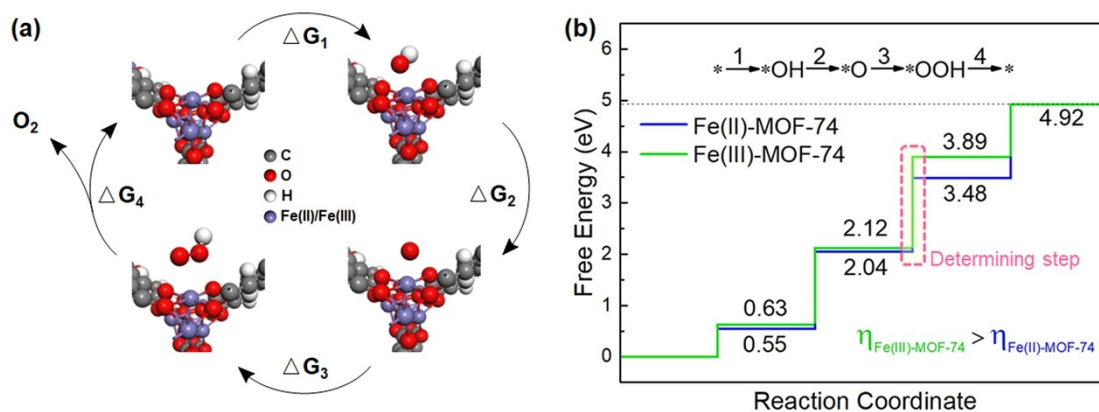 (a)
△G₁
O₂
C
O
H
Fe(II)/Fe(III)
△G₄
△G₂
△G₃
(b)
Free Energy (eV)
6
5
4
3
2
1
0
1 2 3 4
*→*OH→*O→*OOH→*
Fe(II)-MOF-74
Fe(III)-MOF-74
4.92
3.89
3.48
2.12
2.04
Determining step
0.63
0.55
η Fe(III)-MOF-74 > η Fe(II)-MOF-74
Reaction Coordinate